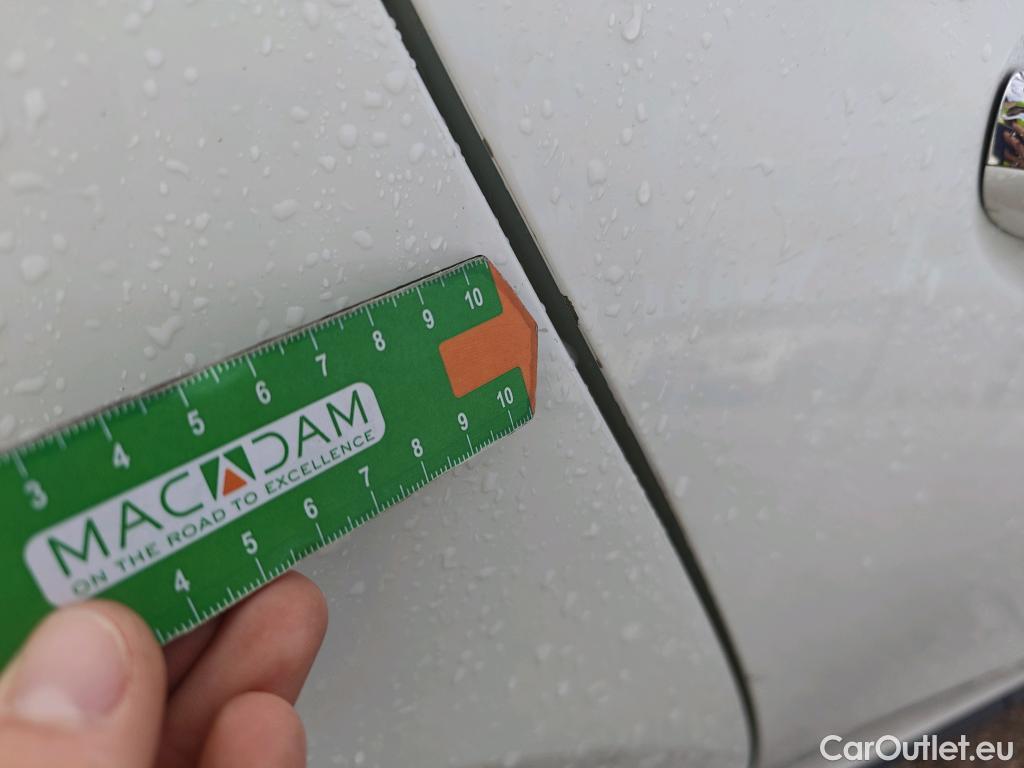 3 4 5 6 7 8 9 10
MACADAM
ON THE ROAD TO EXCELLENCE
4 5 6 7 8 9 10
CarOutlet.eu